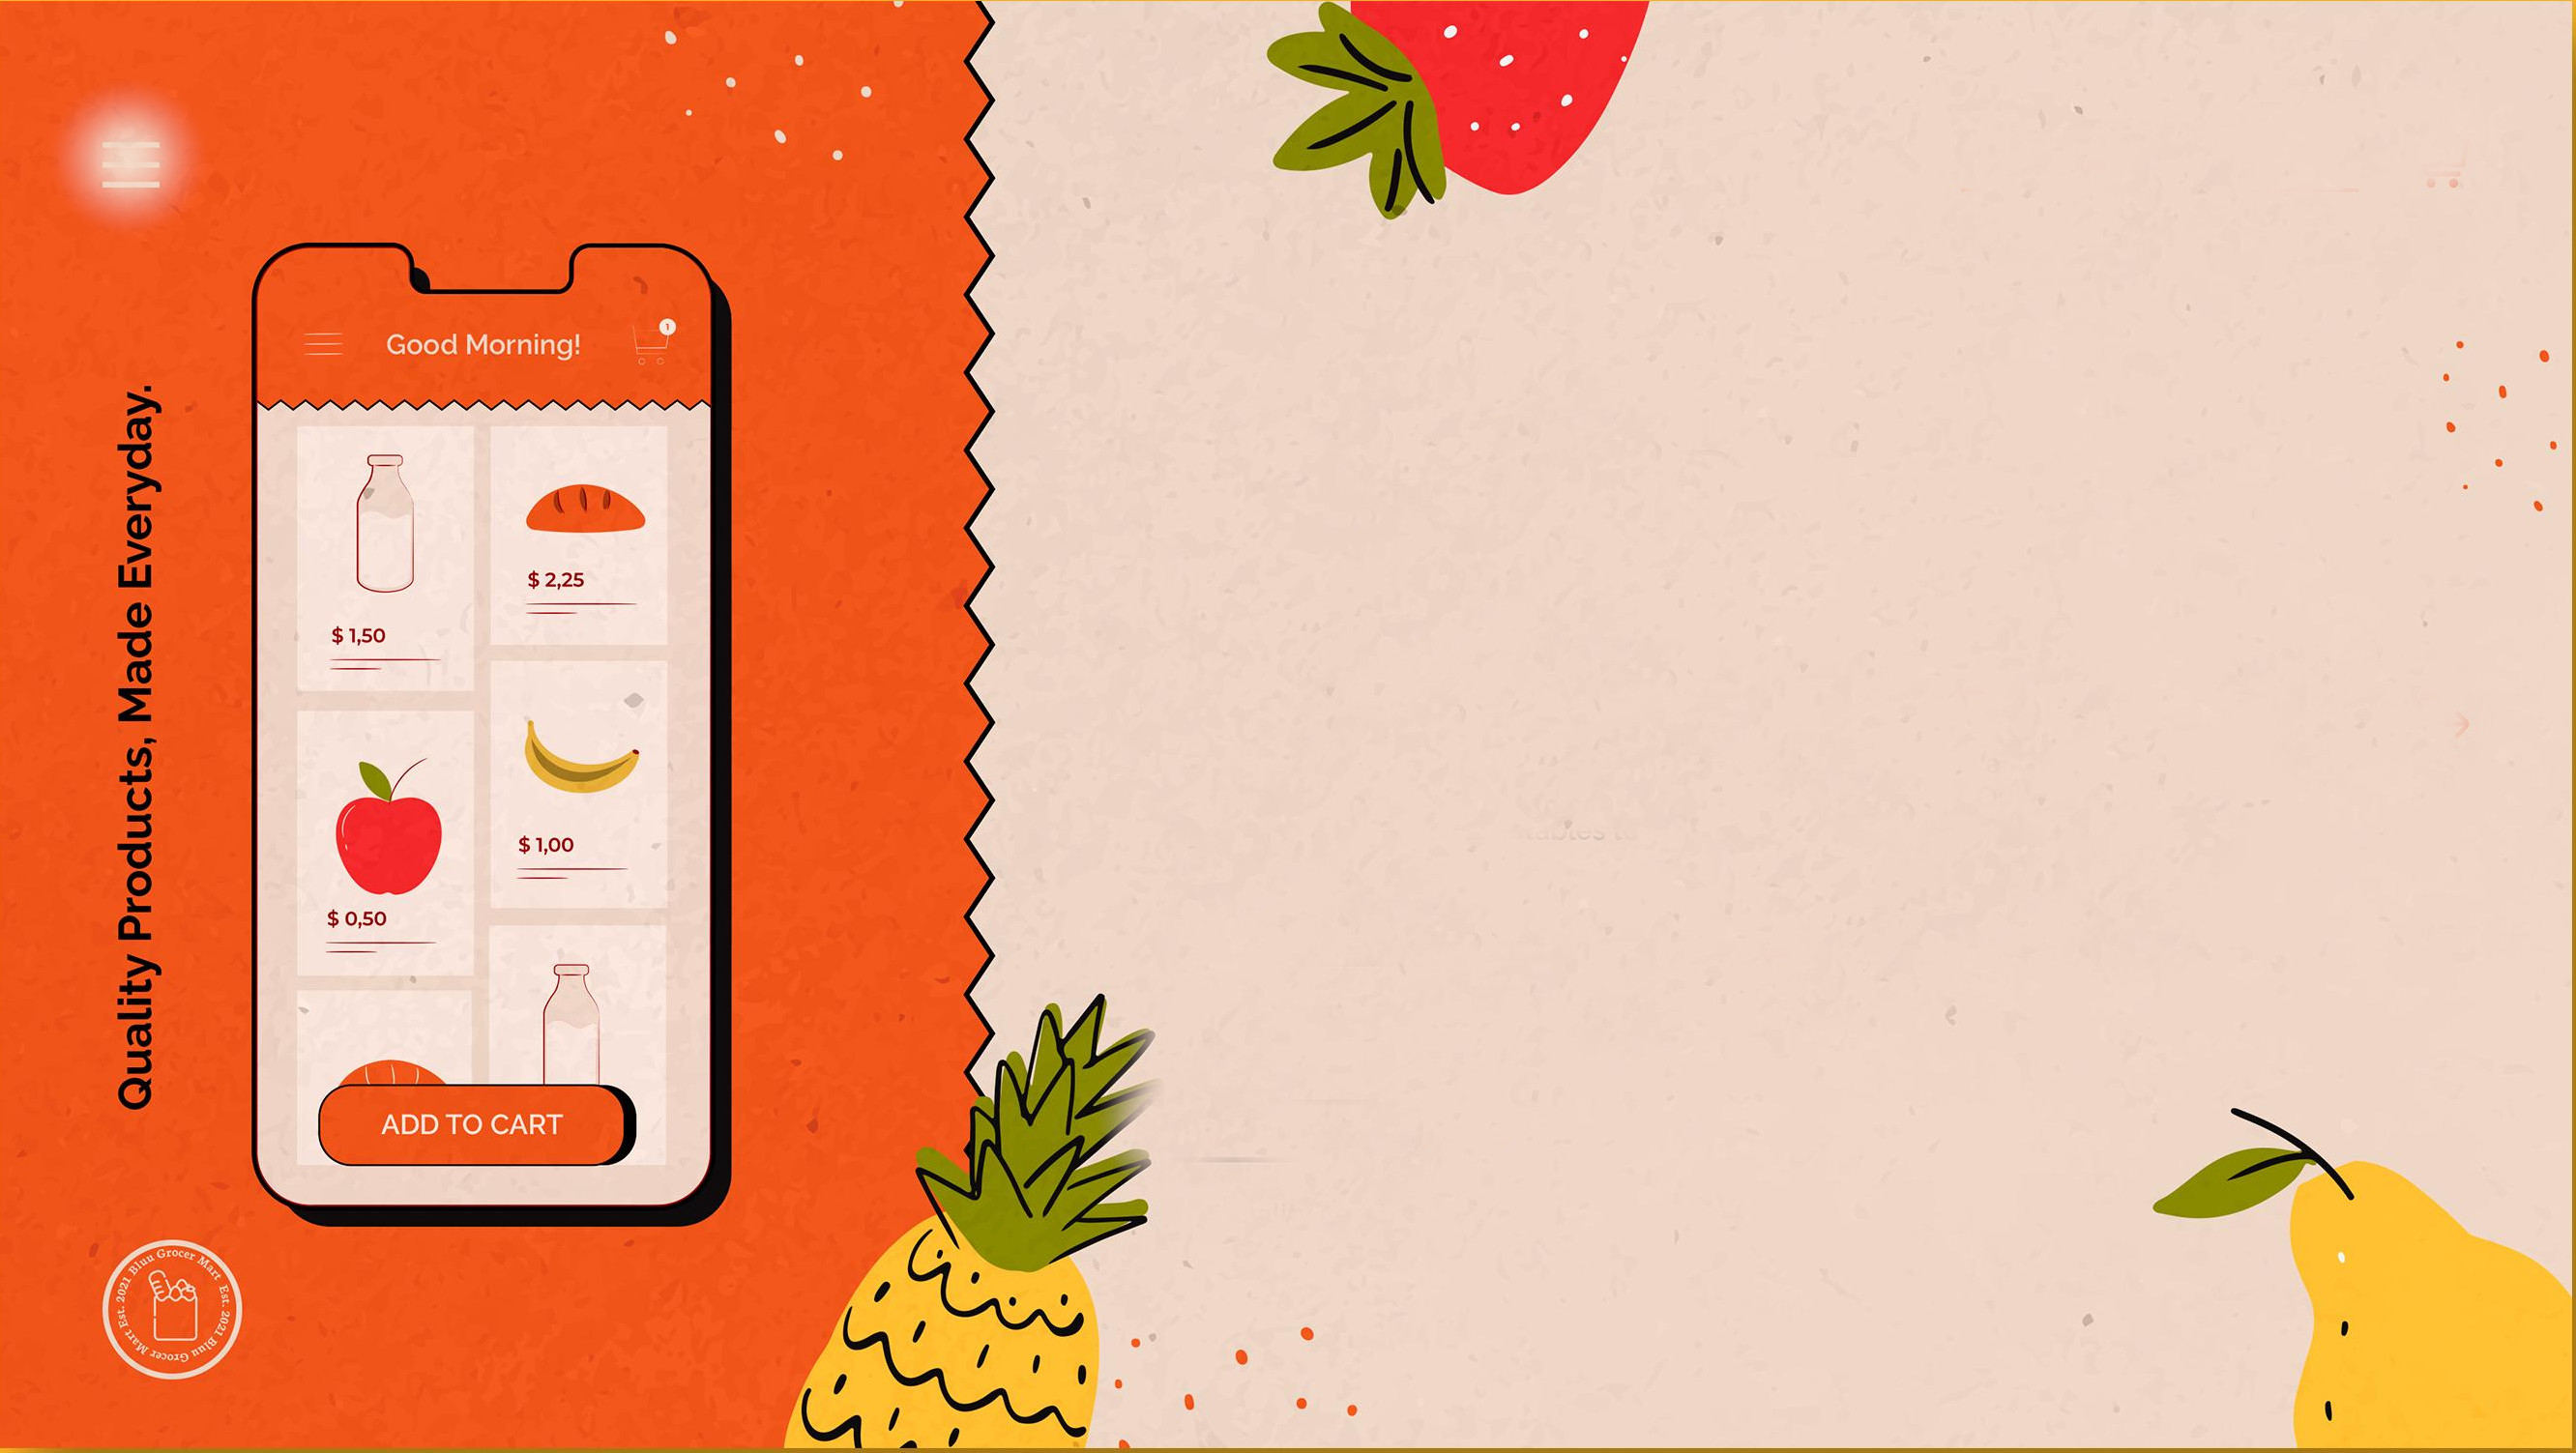 Good Morning!
1
$ 2,25
$ 1,50
$ 1,00
$ 0,50
ADD TO CART
Quality Products, Made Everyday.
Est. 2021 Bluu Grocer Mart Est. 2021 Bluu Grocer Mart